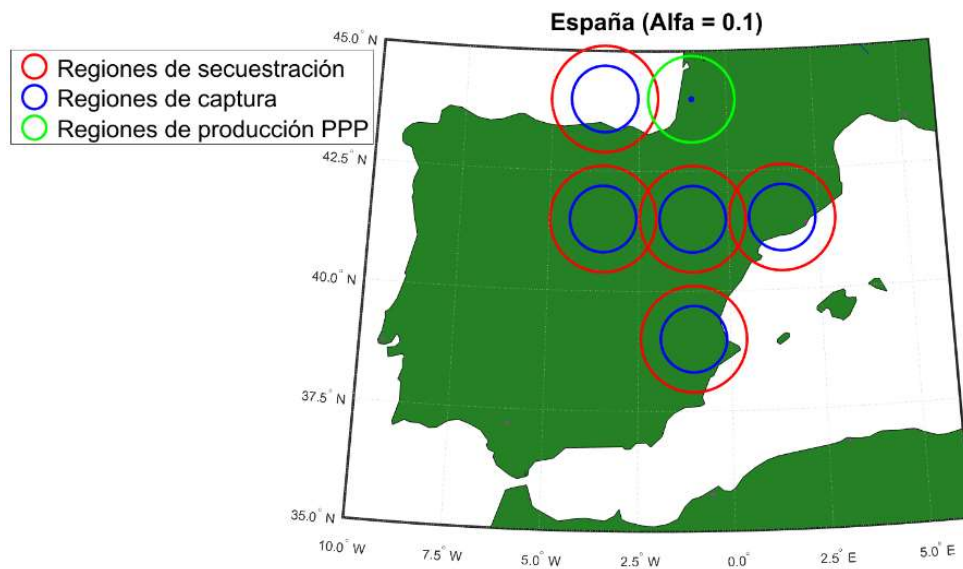 España (Alfa = 0.1)
Regiones de secuestración
Regiones de captura
Regiones de producción PPP
45.0° N
42.5° N
40.0° N
37.5° N
35.0° N
10.0° W
7.5° W
5.0° W
2.5° W
0.0°
2.5° E
5.0° E